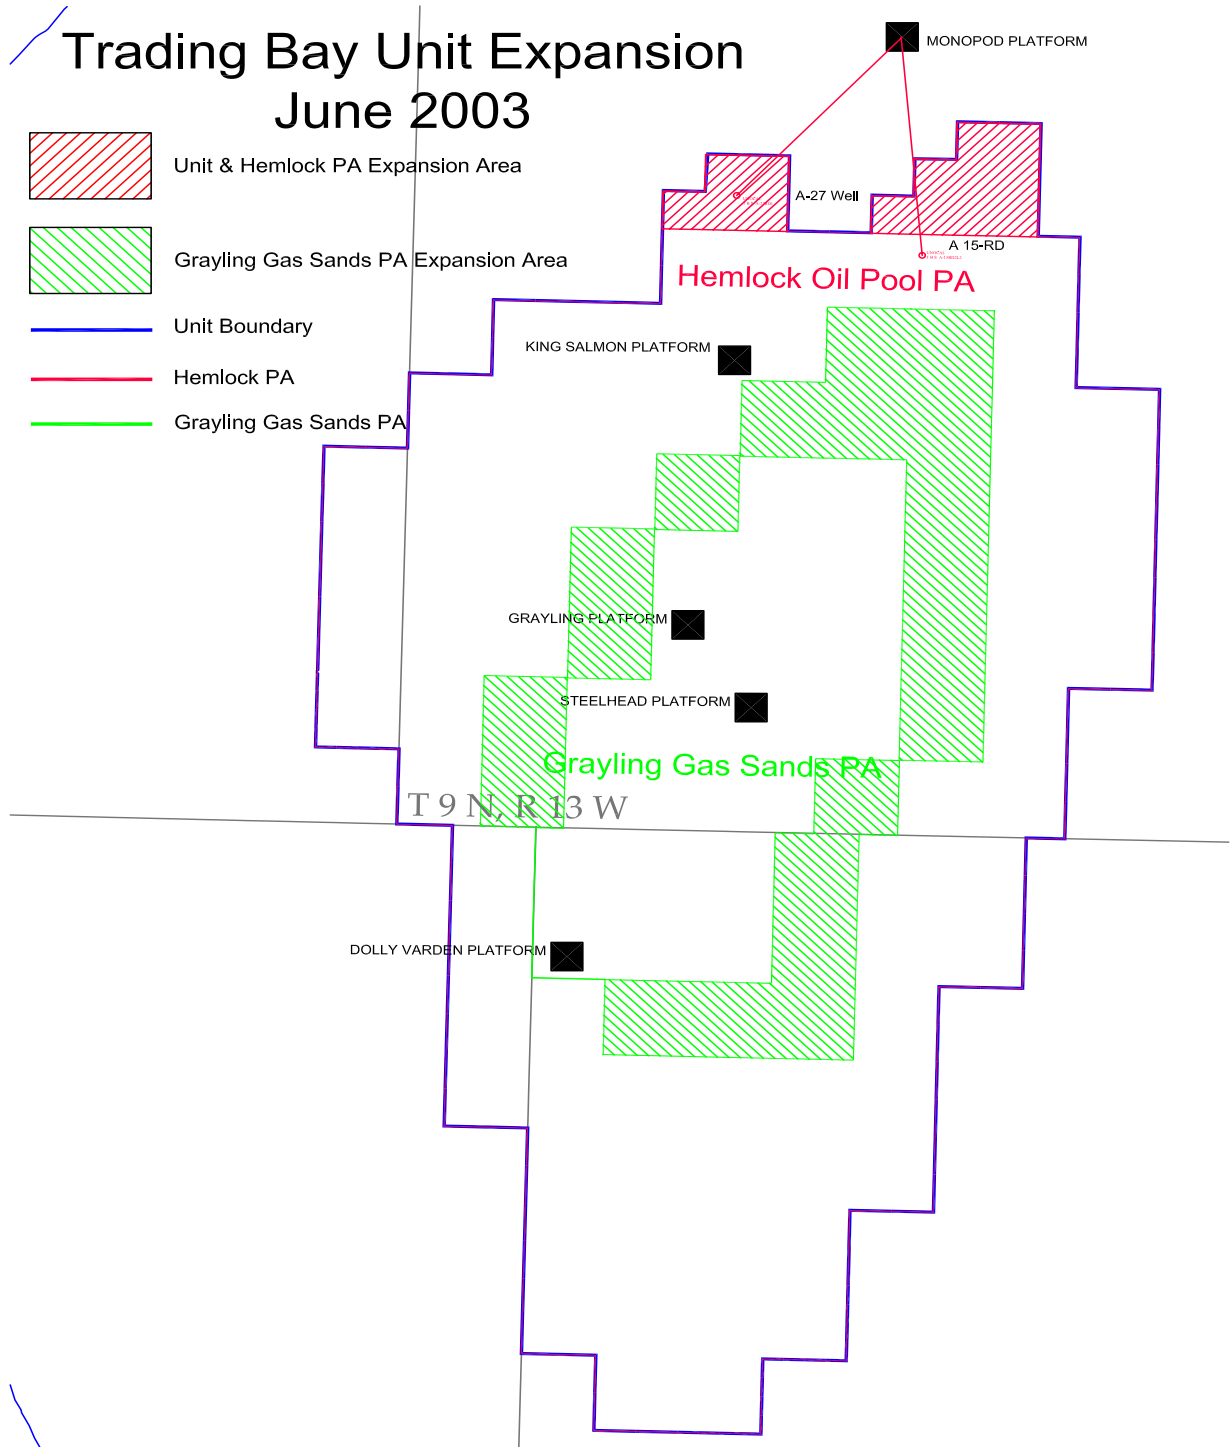 Trading Bay Unit Expansion
June 2003
MONOPOD PLATFORM
Unit & Hemlock PA Expansion Area
Grayling Gas Sands PA Expansion Area
Unit Boundary
Hemlock PA
Grayling Gas Sands PA
A-27 Well
A 15-RD
Hemlock Oil Pool PA
KING SALMON PLATFORM
GRAYLING PLATFORM
STEELHEAD PLATFORM
Grayling Gas Sands PA
T 9 N, R 13 W
DOLLY VARDEN PLATFORM